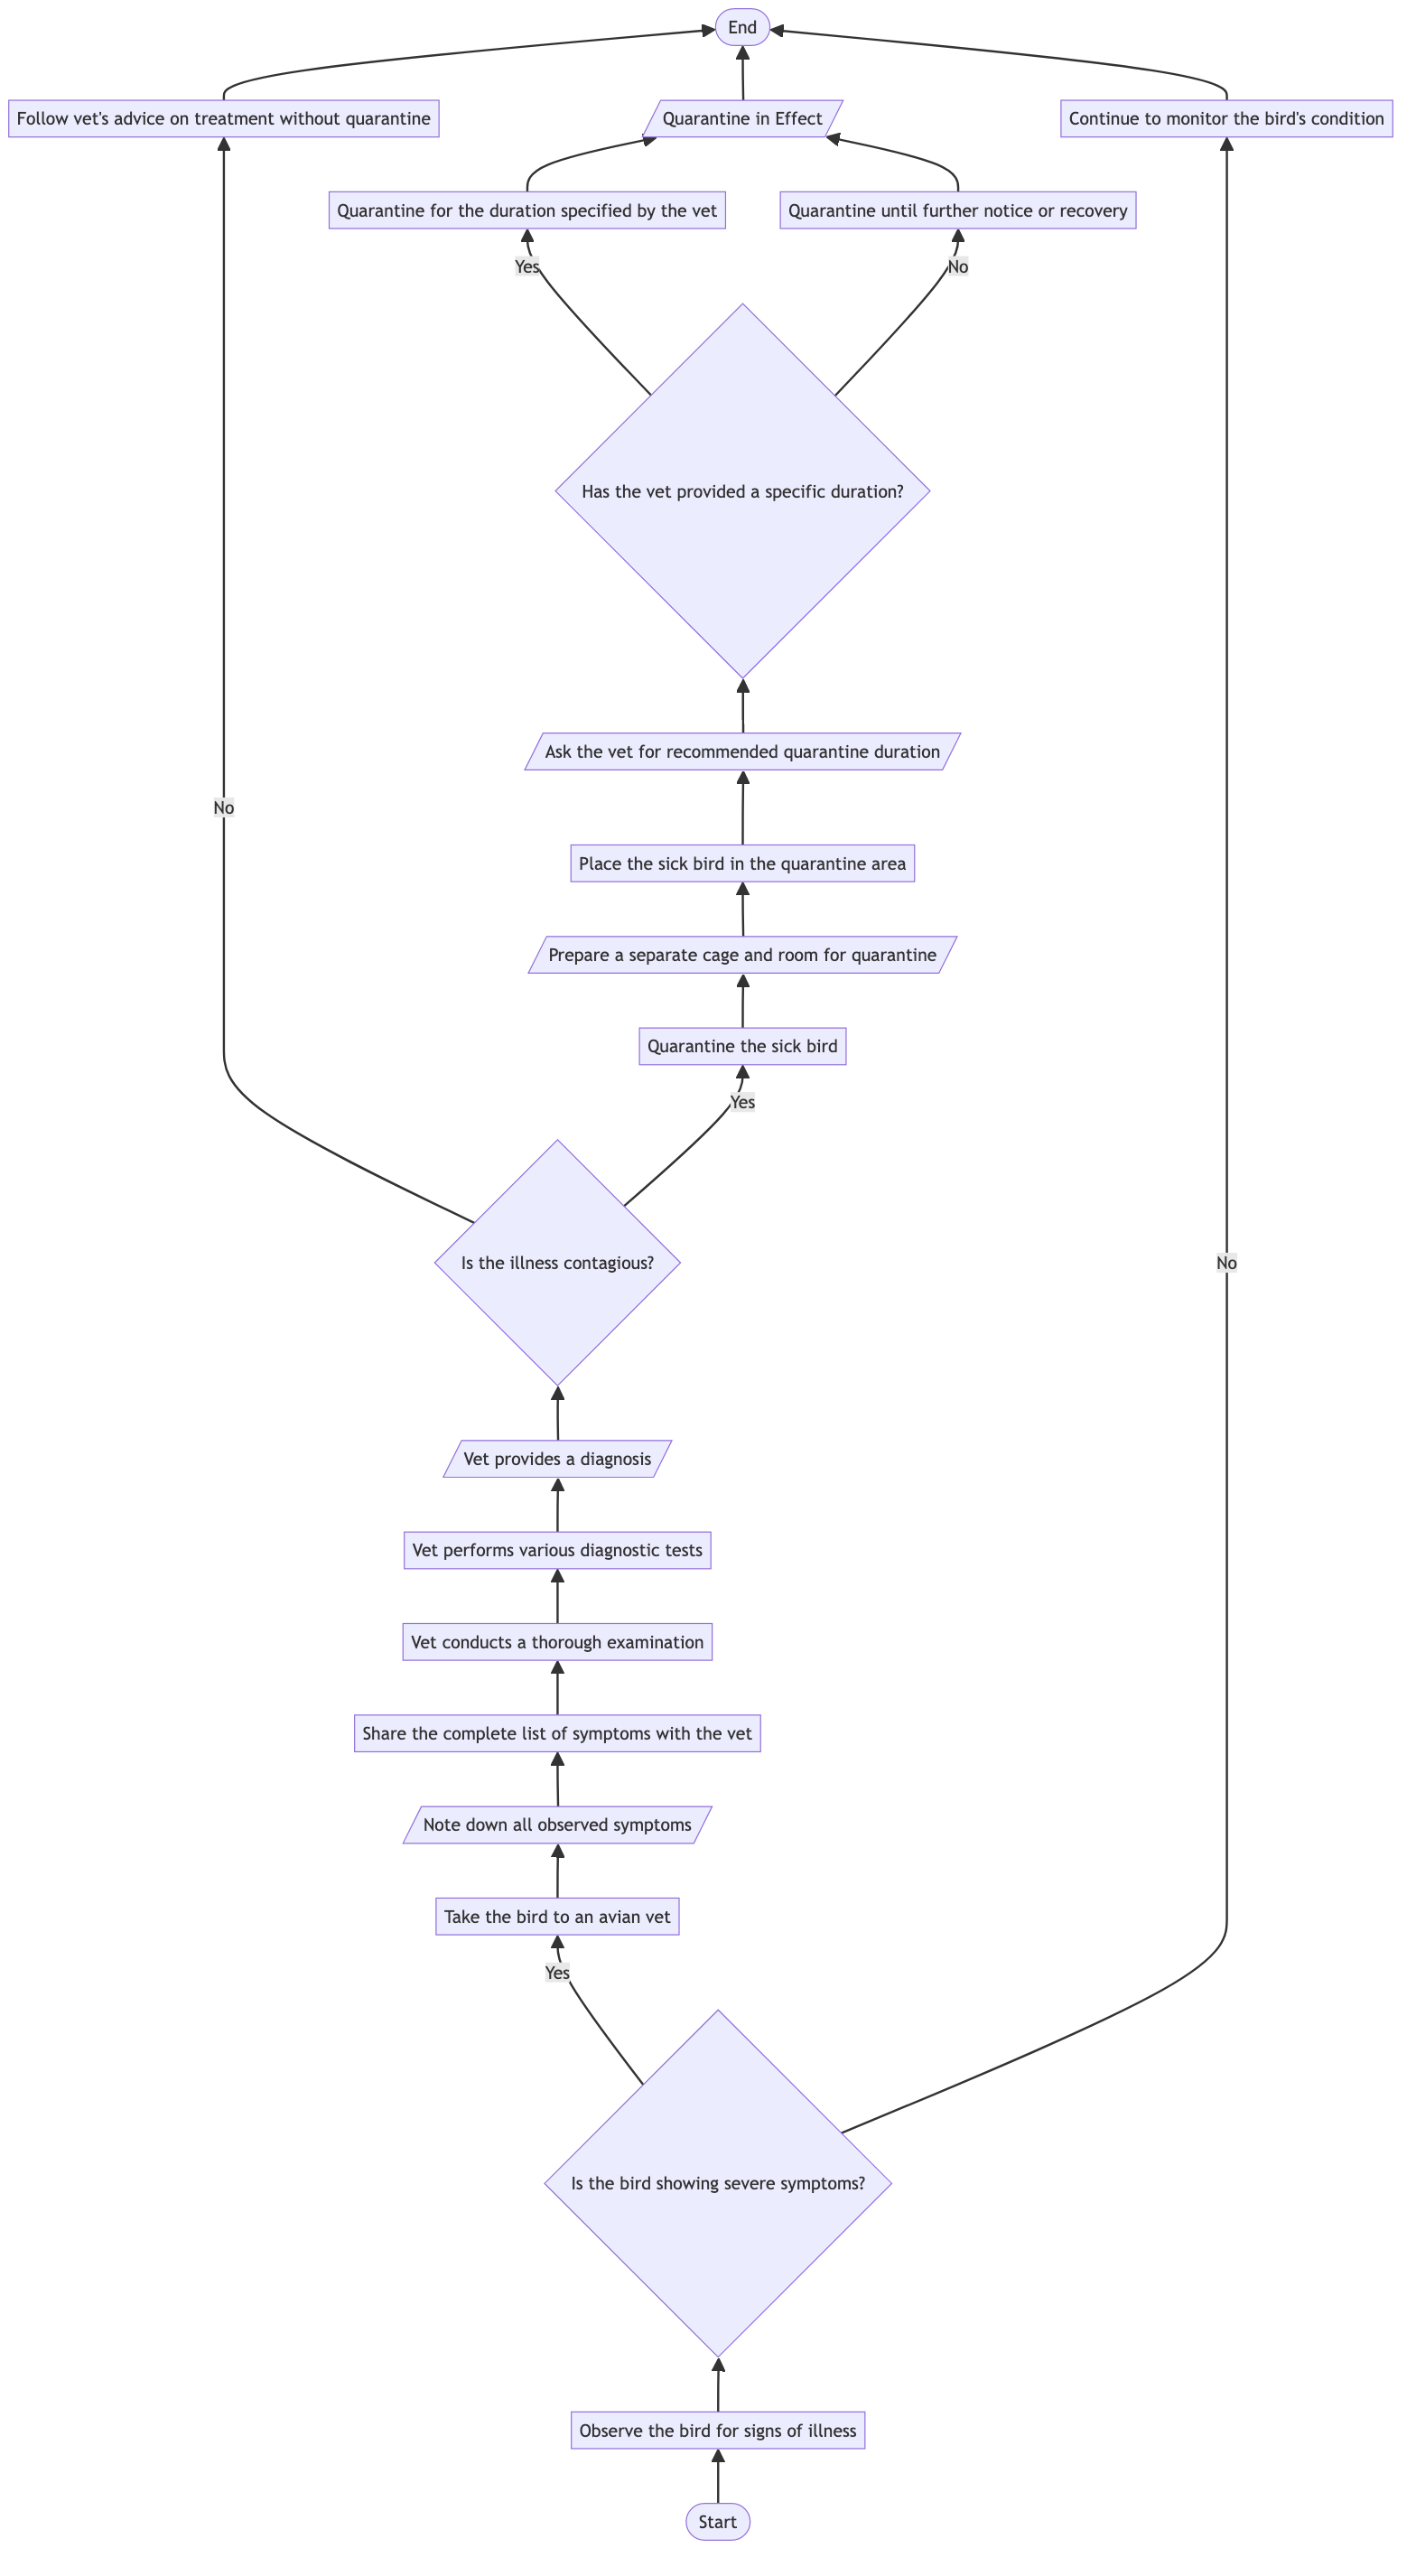 End
Follow vet's advice on treatment without quarantine
Quarantine in Effect
Continue to monitor the bird's condition
Quarantine for the duration specified by the vet
Quarantine until further notice or recovery
Yes
No
Has the vet provided a specific duration?
Ask the vet for recommended quarantine duration
No
Place the sick bird in the quarantine area
Prepare a separate cage and room for quarantine
Quarantine the sick bird
Yes
Is the illness contagious?
No
Vet provides a diagnosis
Vet performs various diagnostic tests
Vet conducts a thorough examination
Share the complete list of symptoms with the vet
Note down all observed symptoms
Take the bird to an avian vet
Yes
Is the bird showing severe symptoms?
Observe the bird for signs of illness
Start